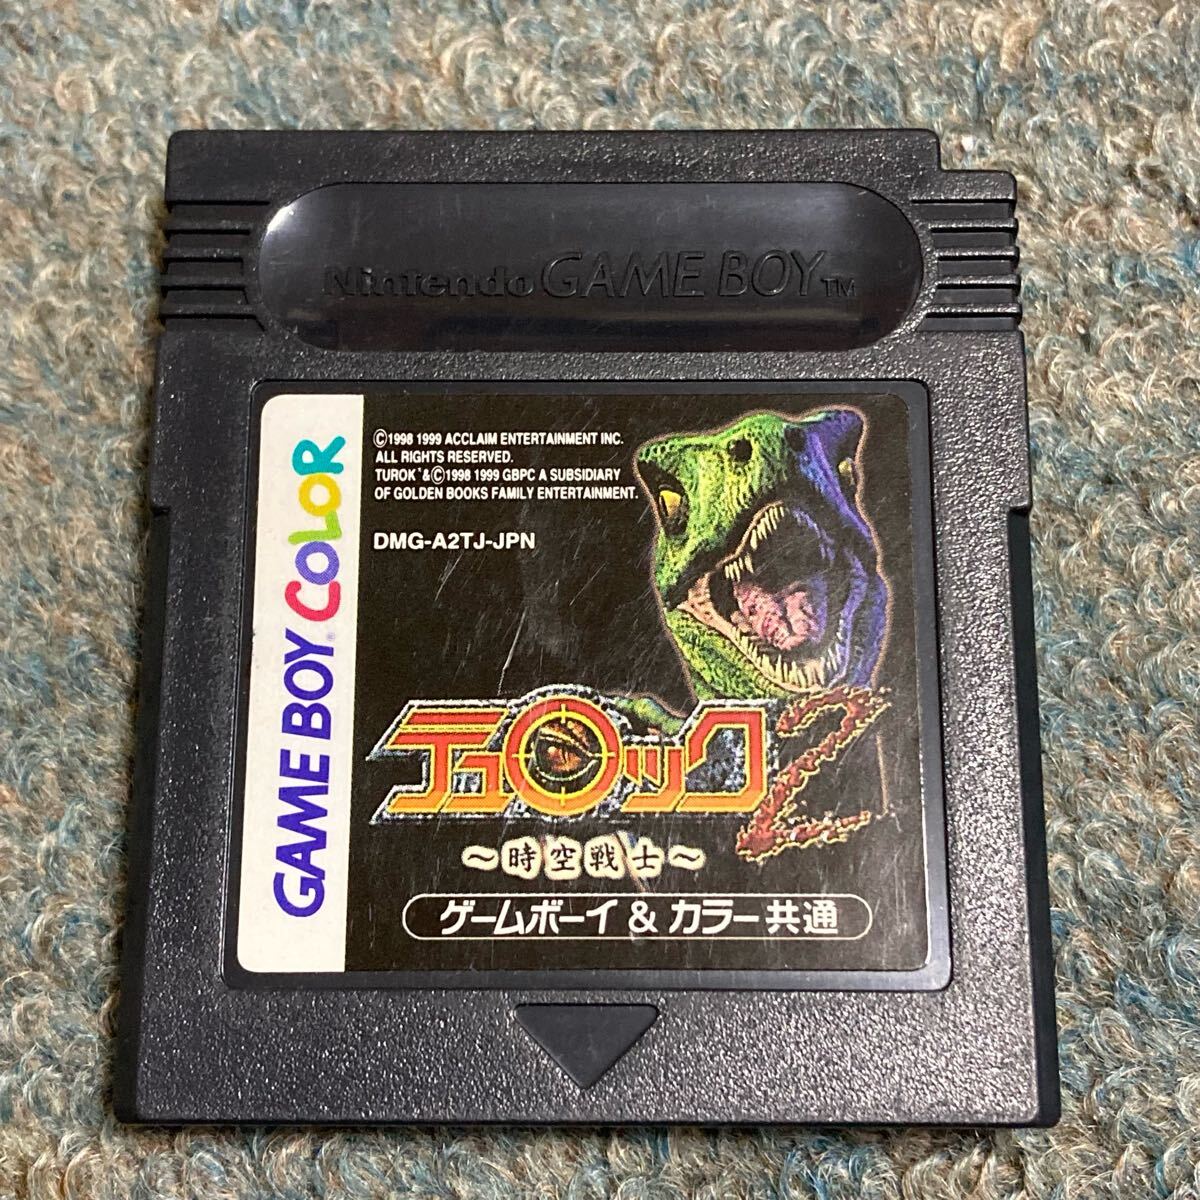 Nintendo GAME BOY™
GAME BOY COLOR
©1998 1999 ACCLAIM ENTERTAINMENT INC.
ALL RIGHTS RESERVED.
TUROK®&©1998 1999 GBPC A SUBSIDIARY
OF GOLDEN BOOKS FAMILY ENTERTAINMENT.
DMG-A2TJ-JPN
テュロック2
～時空戦士～
ゲームボーイ & カラー共通